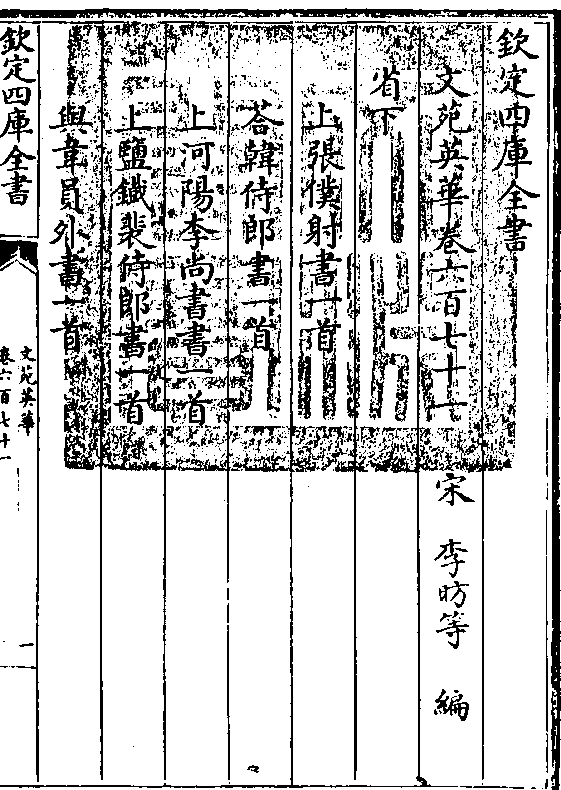 欽定四庫全書
文苑英華卷六百七十一
宋 李昉等 編
省下
上張僕射書一首
荅韓侍郎書一首
上河陽李尚書書一首
上鹽鐵裴侍郎書一首
與韋員外書一首
欽定四庫全書
文苑英華
卷六百七十一
一